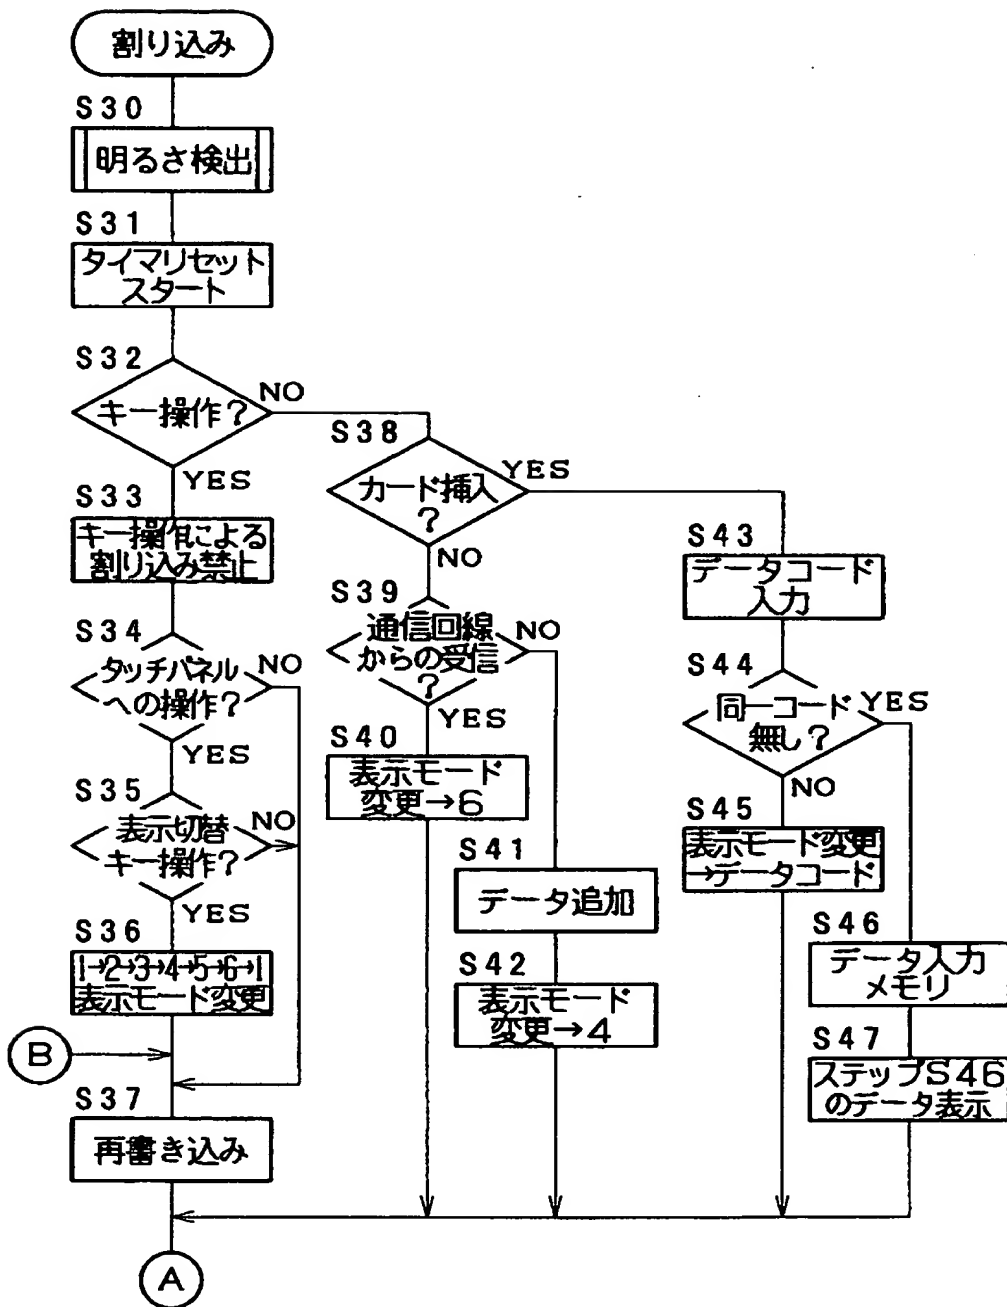 割り込み
S30
明るさ検出
S31
タイマリセット
スタート
S32
キー操作?
NO
YES
S33
キー操作による
割り込み禁止
S34
タッチパネル
への操作?
NO
YES
S35
表示切替
キー操作?
NO
YES
S36
1→2→3→4→5→6→1
表示モード変更
B
S37
再書き込み
A
S38
カード挿入
?
YES
NO
S39
通信回線
からの受信
?
NO
YES
S40
表示モード
変更→6
S41
データ追加
S42
表示モード
変更→4
S43
データコード
入力
S44
同一コード
無し?
YES
NO
S45
表示モード変更
→データコード
S46
データ入力
メモリ
S47
ステップS46
のデータ表示